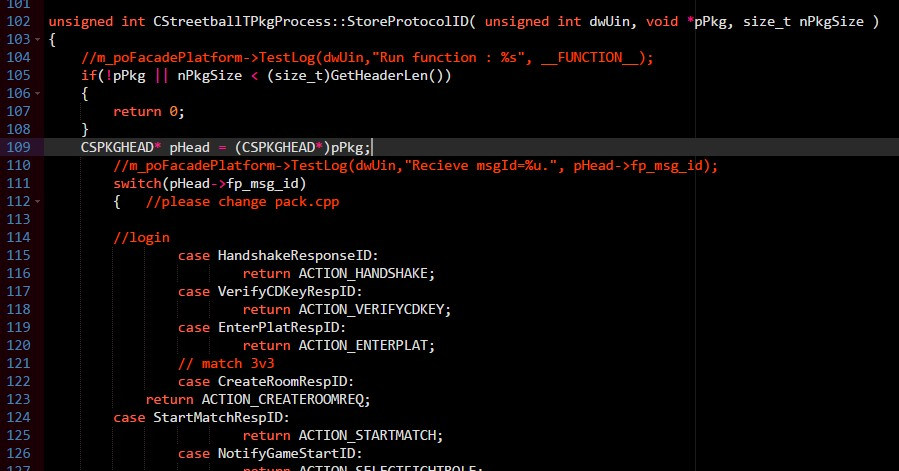 101
102 unsigned int CStreetballTPkgProcess::StoreProtocolID( unsigned int dwUin, void *pPkg, size_t nPkgSize )
103 {
104 //m_poFacadePlatform->TestLog(dwUin,"Run function : %s", __FUNCTION__);
105 if(!pPkg || nPkgSize < (size_t)GetHeaderLen())
106 {
107 return 0;
108 }
109 CSPKGHEAD* pHead = (CSPKGHEAD*)pPkg;
110 //m_poFacadePlatform->TestLog(dwUin,"Recieve msgId=%u.", pHead->fp_msg_id);
111 switch(pHead->fp_msg_id)
112 { //please change pack.cpp
113
114 //login
115 case HandshakeResponseID:
116 return ACTION_HANDSHAKE;
117 case VerifyCDKeyRespID:
118 return ACTION_VERIFYCDKEY;
119 case EnterPlatRespID:
120 return ACTION_ENTERPLAT;
121 // match 3v3
122 case CreateRoomRespID:
123 return ACTION_CREATEROOMREQ;
124 case StartMatchRespID:
125 return ACTION_STARTMATCH;
126 case NotifyGameStartID:
127 return ACTION_SELECTFIGHTROLE;